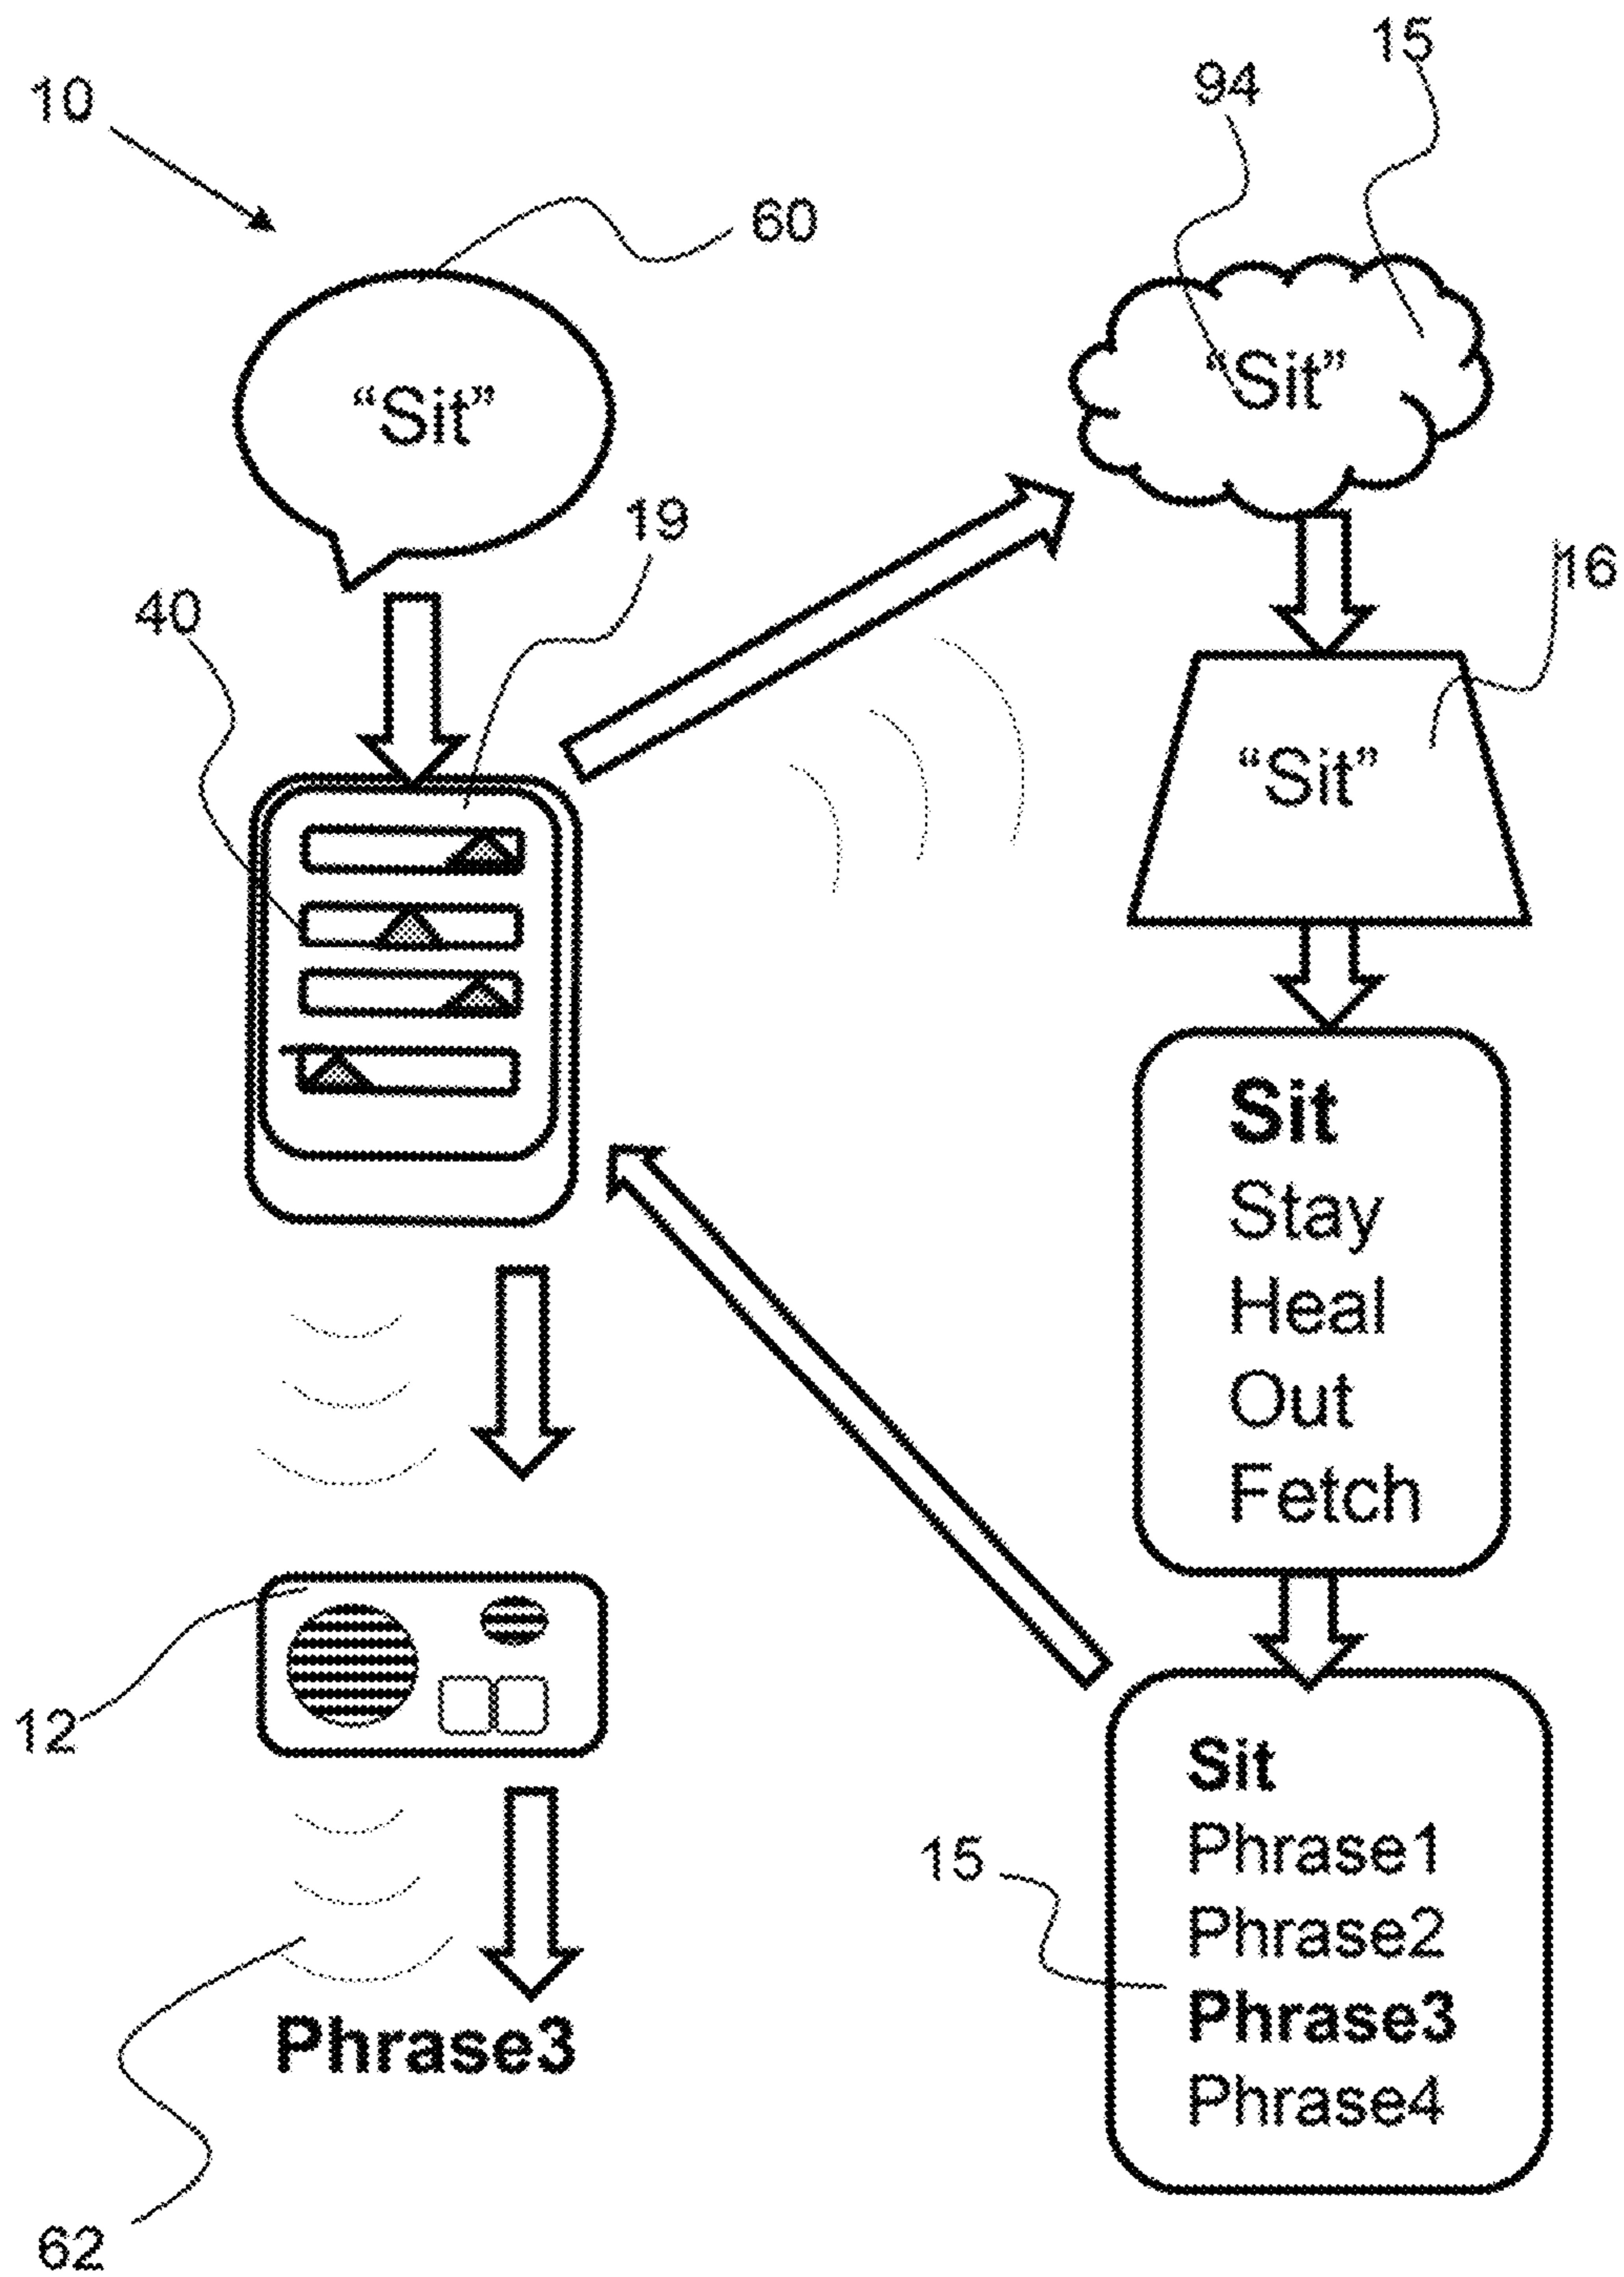 15
94
10
60
“Sit”
“Sit”
19
16
40
“Sit”
Sit
Stay
Heal
Out
Fetch
12
Sit
Phrase1
Phrase2
Phrase3
Phrase4
15
Phrase3
62